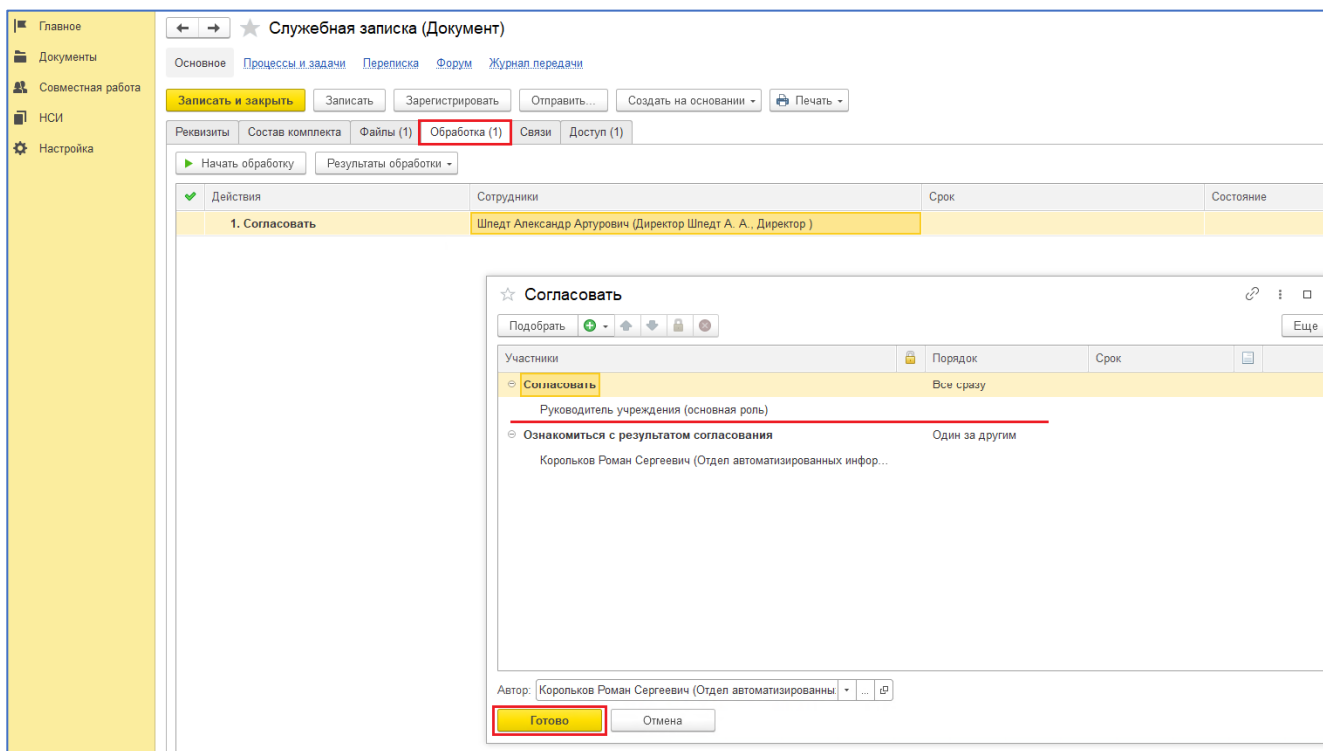 Главное
Документы
Совместная работа
НСИ
Настройка
Служебная записка (Документ)
Основное Процессы и задачи Переписка Форум Журнал передачи
Записать и закрыть Записать Зарегистрировать Отправить... Создать на основании Печать
Реквизиты Состав комплекта Файлы (1) Обработка (1) Связи Доступ (1)
Начать обработку Результаты обработки
Действия Сотрудники Срок Состояние
1. Согласовать Шпедт Александр Артурович (Директор Шпедт А. А., Директор )
Согласовать
Подобрать Еще
Участники Порядок Срок
Согласовать Все сразу
Руководитель учреждения (основная роль)
Ознакомиться с результатом согласования Один за другим
Корольков Роман Сергеевич (Отдел автоматизированных инфор...
Автор: Корольков Роман Сергеевич (Отдел автоматизированны ...
Готово Отмена